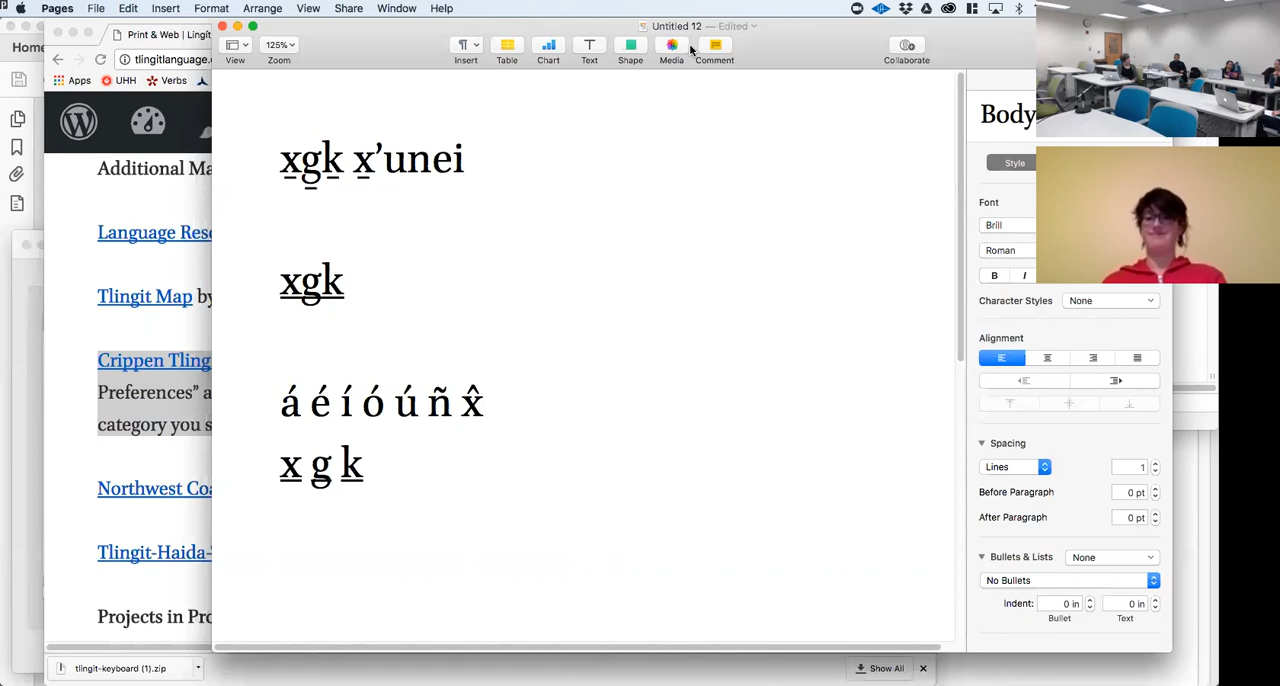 Pages File Edit Insert Format Arrange View Share Window Help
Untitled 12 — Edited
125%
View Zoom Insert Table Chart Text Shape Media Comment Collaborate
Home
Print & Web | Lingít
tlingitlanguage.
Apps UHH Verbs
Additional Ma
Language Reso
Tlingit Map by
Crippen Tling
Preferences” a
category you s
Northwest Coa
Tlingit-Haida-
Projects in Pro
x̱g̱ḵ x̱’unei
xgk
á é í ó ú ñ x̂
x g k
Body
Style
Font
Brill
Roman
B I
Character Styles None
Alignment
Spacing
Lines 1
Before Paragraph 0 pt
After Paragraph 0 pt
Bullets & Lists None
No Bullets
Indent: 0 in 0 in
Bullet Text
tlingit-keyboard (1).zip
Show All